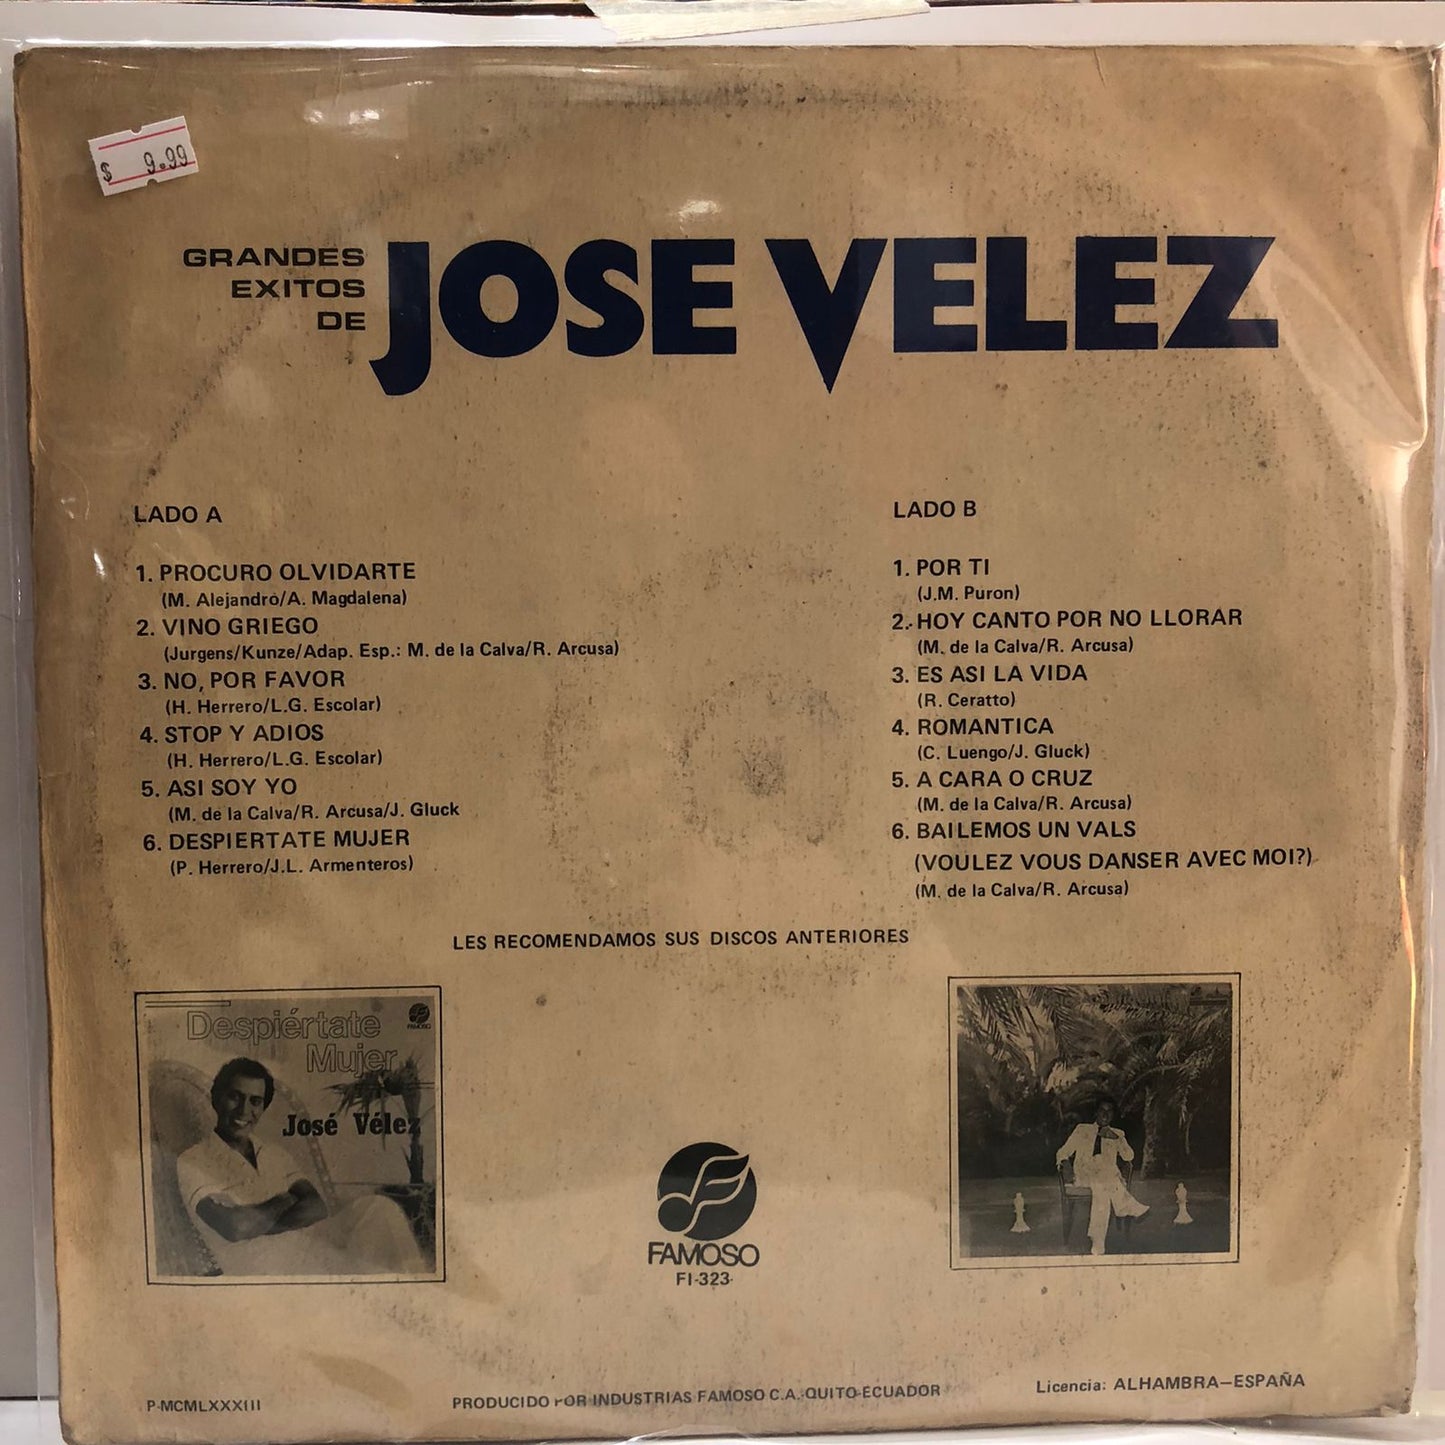 $ 9.99
GRANDES
EXITOS
DE
JOSE VELEZ
LADO A
1. PROCURO OLVIDARTE
(M. Alejandro/A. Magdalena)
2. VINO GRIEGO
(Jurgens/Kunze/Adap. Esp.: M. de la Calva/R. Arcusa)
3. NO, POR FAVOR
(H. Herrero/L.G. Escolar)
4. STOP Y ADIOS
(H. Herrero/L.G. Escolar)
5. ASI SOY YO
(M. de la Calva/R. Arcusa/J. Gluck
6. DESPIERTATE MUJER
(P. Herrero/J.L. Armenteros)
LADO B
1. POR TI
(J.M. Puron)
2. HOY CANTO POR NO LLORAR
(M. de la Calva/R. Arcusa)
3. ES ASI LA VIDA
(R. Ceratto)
4. ROMANTICA
(C. Luengo/J. Gluck)
5. A CARA O CRUZ
(M. de la Calva/R. Arcusa)
6. BAILEMOS UN VALS
(VOULEZ VOUS DANSER AVEC MOI?)
(M. de la Calva/R. Arcusa)
LES RECOMENDAMOS SUS DISCOS ANTERIORES
Despiértate
Mujer
FAMOSO
José Vélez
FAMOSO
FI-323
P-MCMLXXXIII
PRODUCIDO POR INDUSTRIAS FAMOSO C.A. QUITO-ECUADOR
Licencia: ALHAMBRA–ESPAÑA